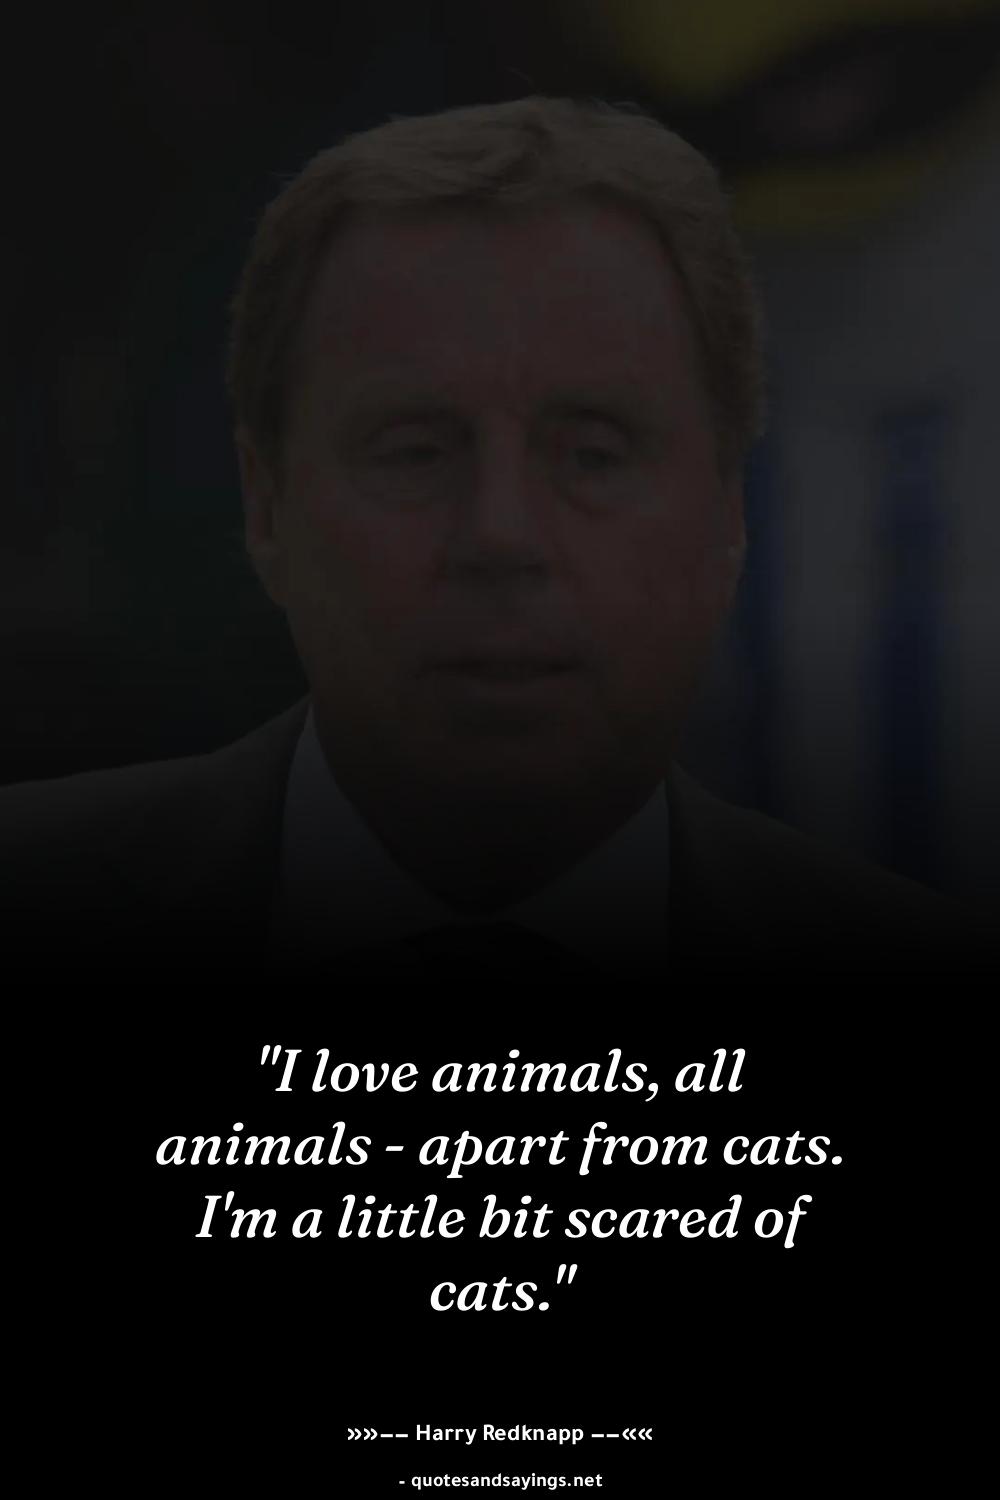 "I love animals, all
animals - apart from cats.
I'm a little bit scared of
cats."
»»−− Harry Redknapp −−««
- quotesandsayings.net